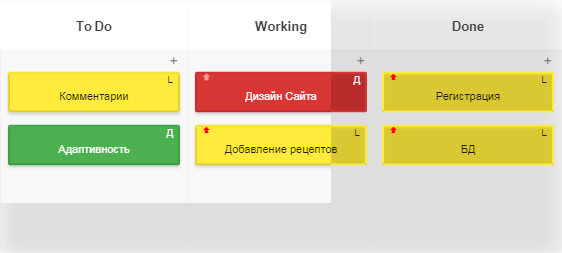 To Do
Working
Done
+
+
+
L
Комментарии
Д
Дизайн Сайта
L
Регистрация
Д
Адаптивность
L
Добавление рецептов
L
БД